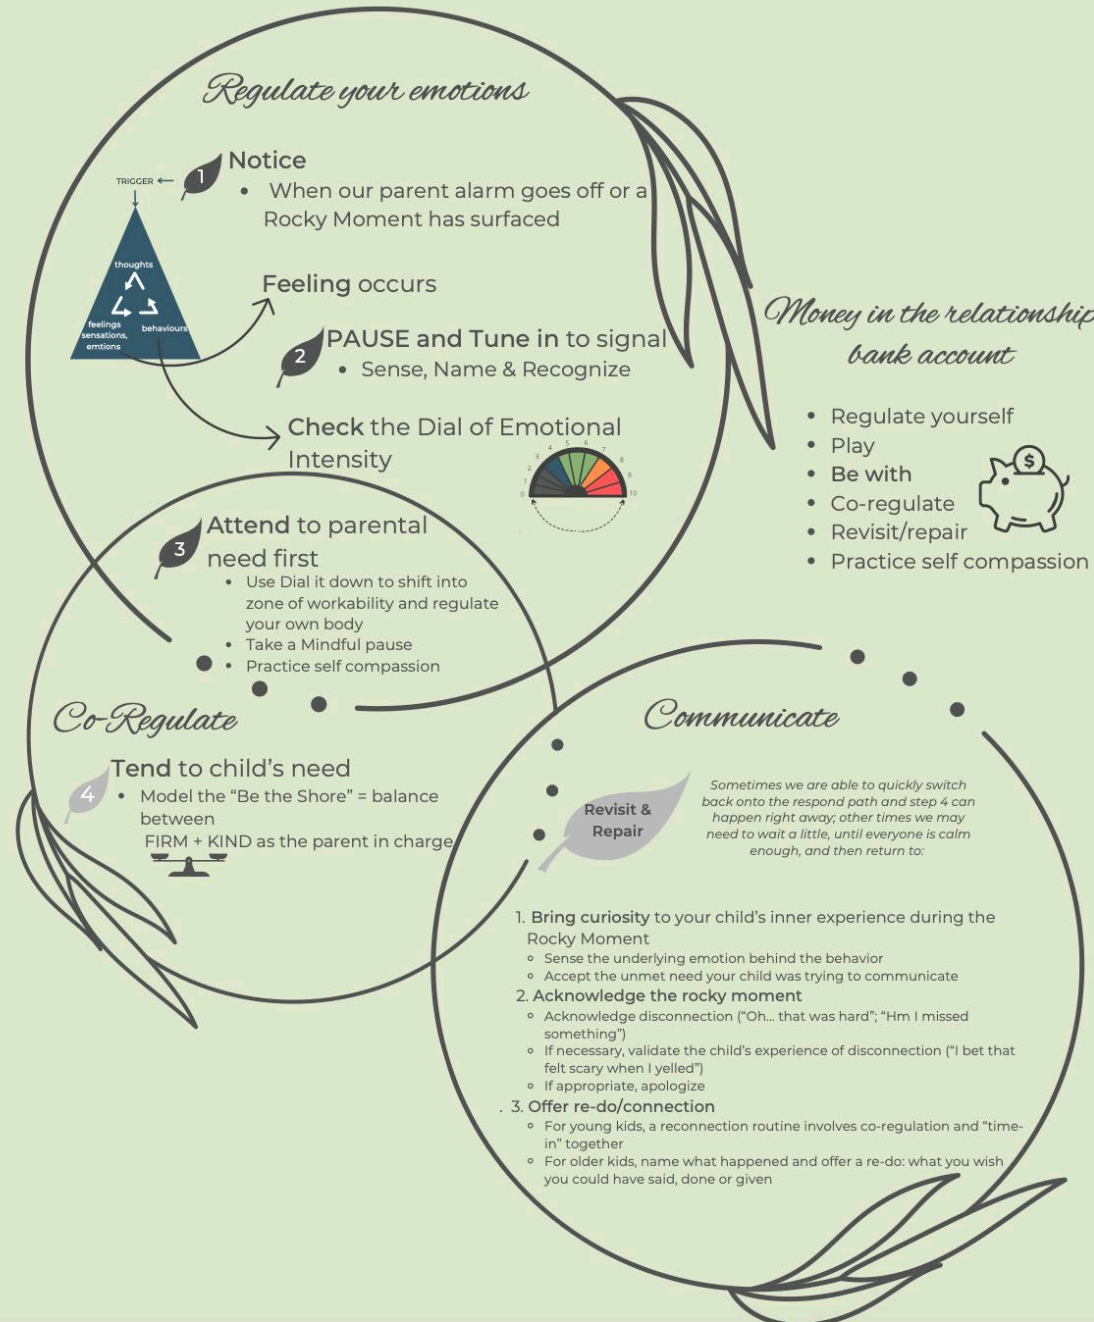 Regulate your emotions
1
Notice
• When our parent alarm goes off or a
Rocky Moment has surfaced
TRIGGER
thoughts
feelings
sensations,
emtions
behaviours
Feeling occurs
2
PAUSE and Tune in to signal
• Sense, Name & Recognize
Check the Dial of Emotional
Intensity
0
1
2
3
4
5
6
7
8
9
10
Money in the relationship
bank account
• Regulate yourself
• Play
• Be with
• Co-regulate
• Revisit/repair
• Practice self compassion
$
3
Attend to parental
need first
• Use Dial it down to shift into
zone of workability and regulate
your own body
• Take a Mindful pause
• Practice self compassion
Co-Regulate
4
Tend to child's need
• Model the “Be the Shore” = balance
between
FIRM + KIND as the parent in charge
Communicate
Revisit &
Repair
Sometimes we are able to quickly switch
back onto the respond path and step 4 can
happen right away; other times we may
need to wait a little, until everyone is calm
enough, and then return to:
1. Bring curiosity to your child's inner experience during the
Rocky Moment
◦ Sense the underlying emotion behind the behavior
◦ Accept the unmet need your child was trying to communicate
2. Acknowledge the rocky moment
◦ Acknowledge disconnection (“Oh... that was hard”; “Hm I missed
something”)
◦ If necessary, validate the child's experience of disconnection (“I bet that
felt scary when I yelled”)
◦ If appropriate, apologize
. 3. Offer re-do/connection
◦ For young kids, a reconnection routine involves co-regulation and “time-
in” together
◦ For older kids, name what happened and offer a re-do: what you wish
you could have said, done or given